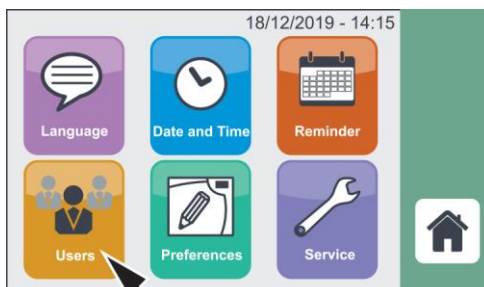 18/12/2019 - 14:15
Language
Date and Time
Reminder
Users
Preferences
Service